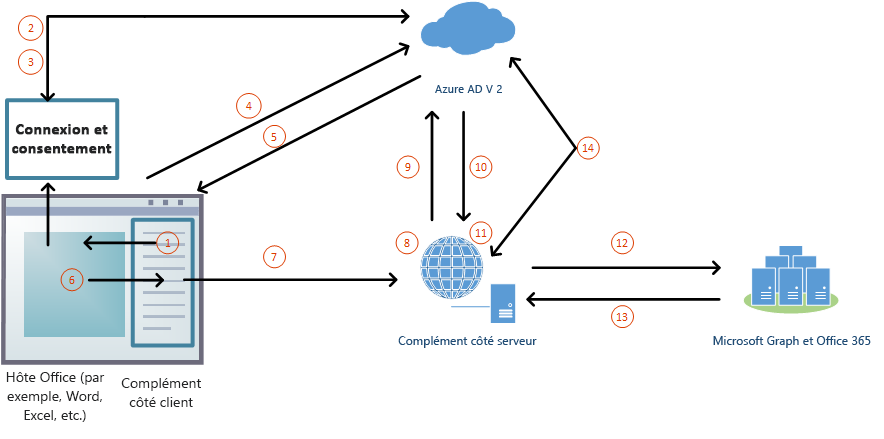 2
3
Connexion et
consentement
Azure AD V 2
4
5
14
9
10
1
6
7
8
11
12
13
Complément côté serveur
Microsoft Graph et Office 365
Hôte Office (par
exemple, Word,
Excel, etc.)
Complément
côté client